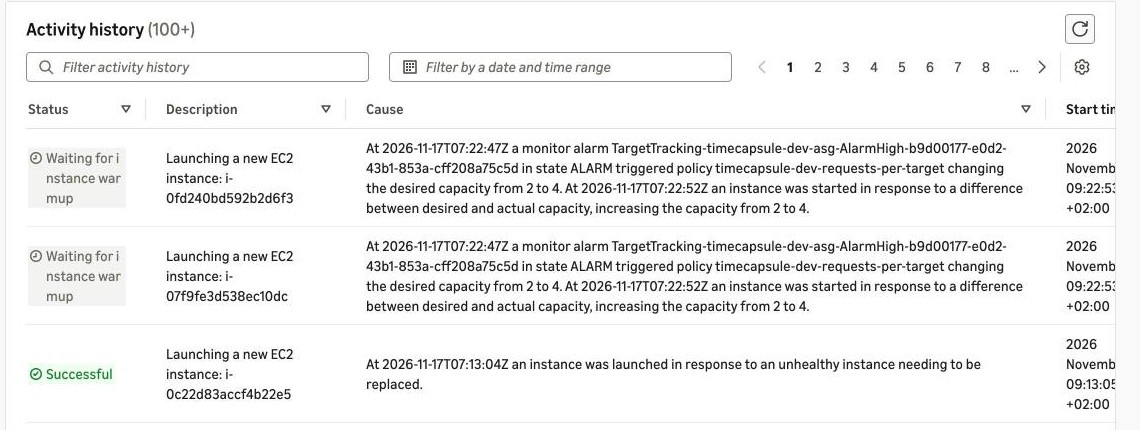 Activity history (100+)
Filter activity history
Filter by a date and time range
1 2 3 4 5 6 7 8 ...
Status
Description
Cause
Start tim
Waiting for i
nstance war
mup
Launching a new EC2
instance: i-
0fd240bd592b2d6f3
At 2026-11-17T07:22:47Z a monitor alarm TargetTracking-timecapsule-dev-asg-AlarmHigh-b9d00177-e0d2-
43b1-853a-cff208a75c5d in state ALARM triggered policy timecapsule-dev-requests-per-target changing
the desired capacity from 2 to 4. At 2026-11-17T07:22:52Z an instance was started in response to a difference
between desired and actual capacity, increasing the capacity from 2 to 4.
2026
Novemb
09:22:53
+02:00
Waiting for i
nstance war
mup
Launching a new EC2
instance: i-
07f9fe3d538ec10dc
At 2026-11-17T07:22:47Z a monitor alarm TargetTracking-timecapsule-dev-asg-AlarmHigh-b9d00177-e0d2-
43b1-853a-cff208a75c5d in state ALARM triggered policy timecapsule-dev-requests-per-target changing
the desired capacity from 2 to 4. At 2026-11-17T07:22:52Z an instance was started in response to a difference
between desired and actual capacity, increasing the capacity from 2 to 4.
2026
Novemb
09:22:53
+02:00
Successful
Launching a new EC2
instance: i-
0c22d83accf4b22e5
At 2026-11-17T07:13:04Z an instance was launched in response to an unhealthy instance needing to be
replaced.
2026
Novemb
09:13:05
+02:00